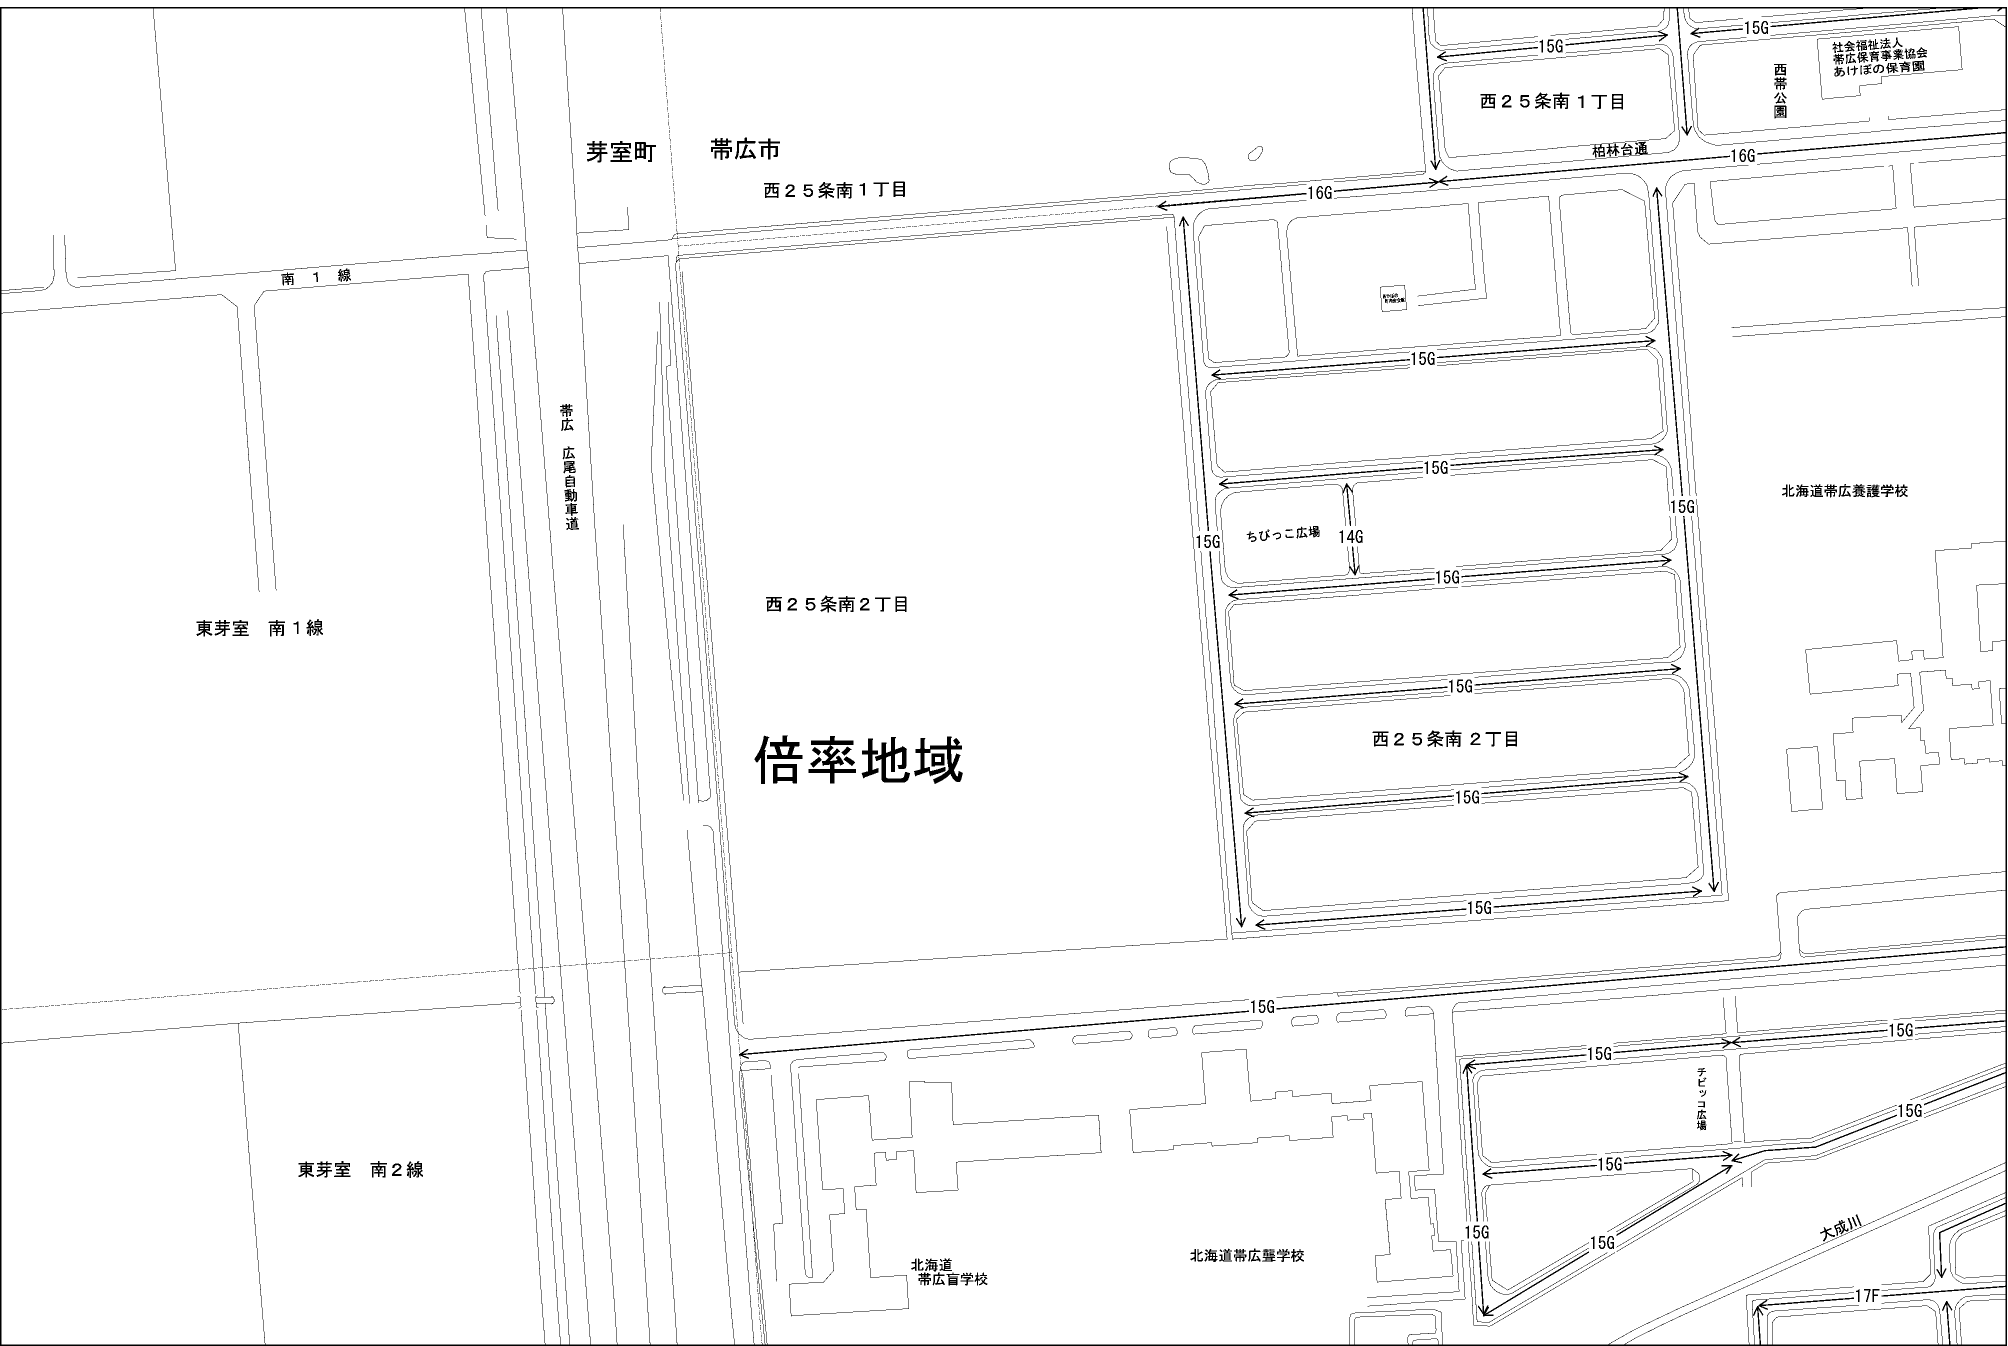 15G
15G
社会福祉法人
帯広保育事業協会
あけぼの保育園
西帯公園
西２５条南１丁目
芽室町
帯広市
西２５条南１丁目
柏林台通
16G
16G
南　１　線
15G
帯広　広尾自動車道
15G
北海道帯広養護学校
15G
15G
ちびっこ広場
14G
15G
西２５条南２丁目
東芽室　南１線
15G
西２５条南２丁目
倍率地域
15G
15G
15G
15G
15G
15G
チビッコ広場
15G
東芽室　南２線
15G
15G
15G
大成川
北海道
帯広盲学校
北海道帯広聾学校
17F